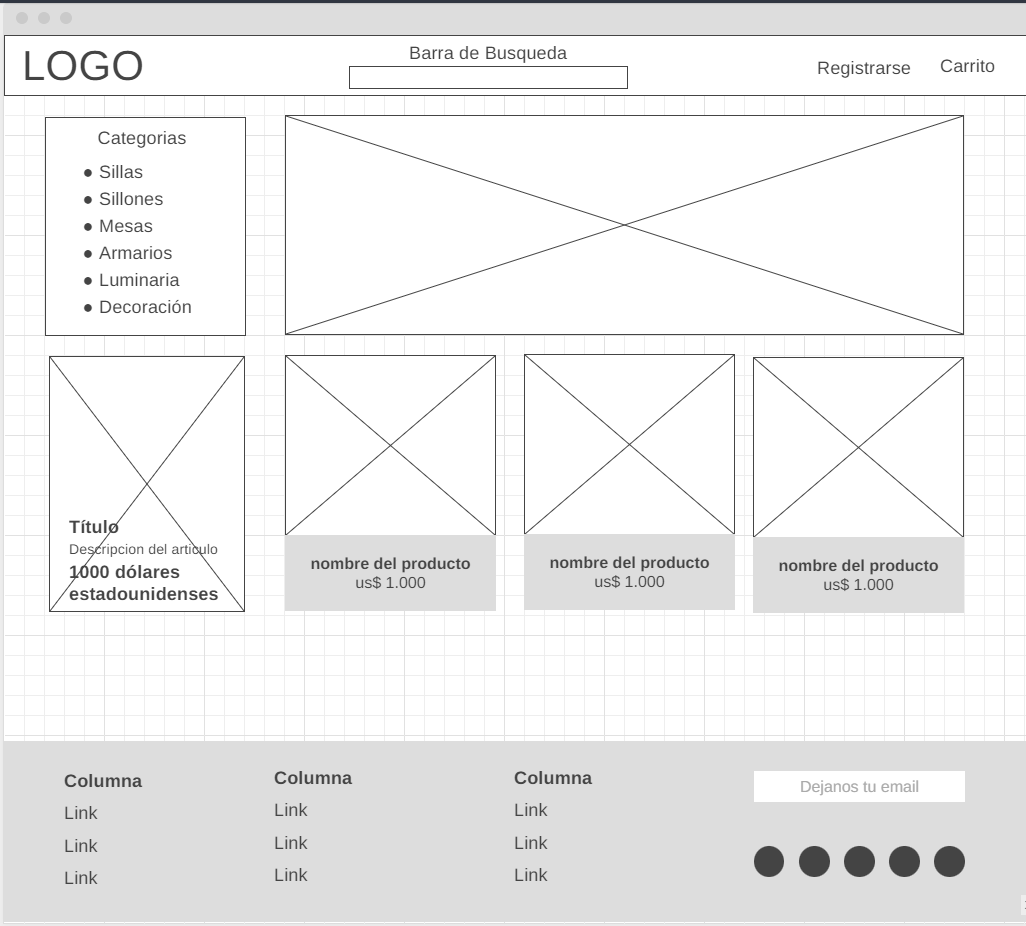 LOGO
Barra de Busqueda
Registrarse
Carrito
Categorias
● Sillas
● Sillones
● Mesas
● Armarios
● Luminaria
● Decoración
Título
Descripcion del articulo
1000 dólares
estadounidenses
nombre del producto
us$ 1.000
nombre del producto
us$ 1.000
nombre del producto
us$ 1.000
Columna
Link
Link
Link
Columna
Link
Link
Link
Columna
Link
Link
Link
Dejanos tu email